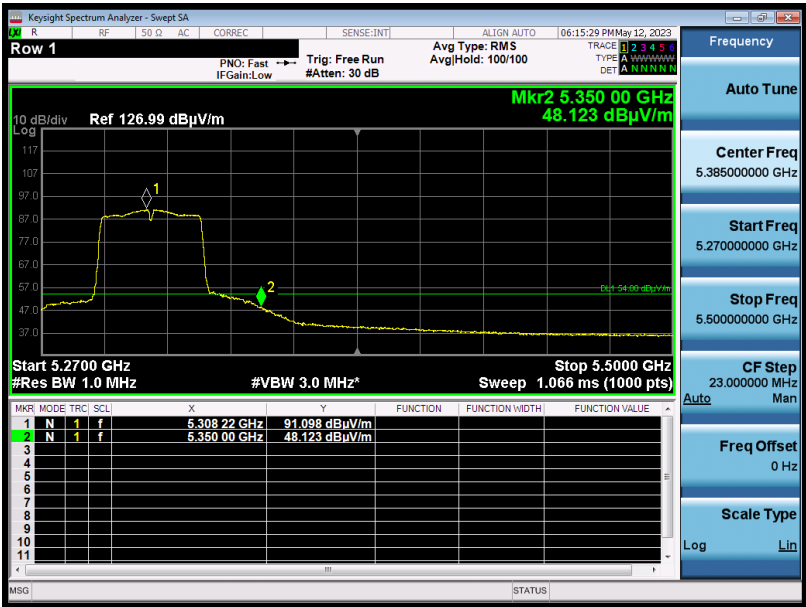 Keysight Spectrum Analyzer - Swept SA
R RF 50 Ω AC CORREC SENSE:INT ALIGN AUTO 06:15:29 PM May 12, 2023
Row 1
PNO: Fast
IFGain:Low
Trig: Free Run
#Atten: 30 dB
Avg Type: RMS
Avg|Hold: 100/100
TRACE 1 2 3 4 5 6
TYPE A W W W W W
DET A N N N N N
Mkr2 5.350 00 GHz
48.123 dBµV/m
10 dB/div Ref 126.99 dBµV/m
Log
117
107
97.0
87.0
77.0
67.0
57.0
47.0
37.0
1
2
DL1 54.00 dBµV/m
Start 5.2700 GHz Stop 5.5000 GHz
#Res BW 1.0 MHz #VBW 3.0 MHz* Sweep 1.066 ms (1000 pts)
MKR MODE TRC SCL X Y FUNCTION FUNCTION WIDTH FUNCTION VALUE
1 N 1 f 5.308 22 GHz 91.098 dBµV/m
2 N 1 f 5.350 00 GHz 48.123 dBµV/m
3
4
5
6
7
8
9
10
11
MSG STATUS
Frequency
Auto Tune
Center Freq
5.385000000 GHz
Start Freq
5.270000000 GHz
Stop Freq
5.500000000 GHz
CF Step
23.000000 MHz
Auto Man
Freq Offset
0 Hz
Scale Type
Log Lin